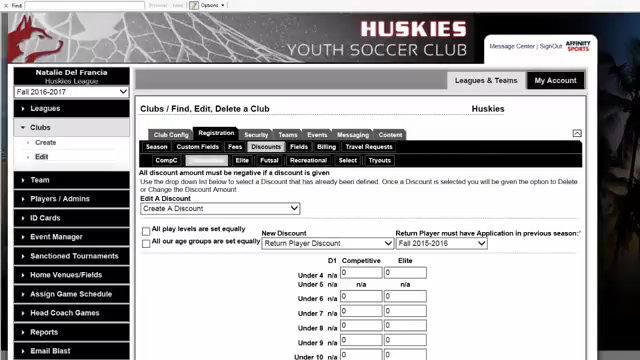 Find: Previous Next Options
HUSKIES
YOUTH SOCCER CLUB
Message Center | SignOut AFFINITY SPORTS
Natalie Del Francia
Huskies League
Fall 2016-2017
Leagues & Teams My Account
Leagues
Clubs
Create
Edit
Team
Players / Admins
ID Cards
Event Manager
Sanctioned Tournaments
Home Venues/Fields
Assign Game Schedule
Head Coach Games
Reports
Email Blast
Clubs / Find, Edit, Delete a Club Huskies
Club Config Registration Security Teams Events Messaging Content
Season Custom Fields Fees Discounts Fields Billing Travel Requests
CompC Elite Futsal Recreational Select Tryouts
All discount amount must be negative if a discount is given
Use the drop down list below to select a Discount that has already been defined. Once a Discount is selected you will be given the option to Delete
or Change the Discount Amount.
Edit A Discount
Create A Discount
All play levels are set equally
All our age groups are set equally
New Discount
Return Player Discount
Return Player must have Application in previous season:*
Fall 2015-2016
D1 Competitive Elite
Under 4 n/a 0 0
Under 5 n/a n/a n/a
Under 6 n/a 0 0
Under 7 n/a 0 0
Under 8 n/a 0 0
Under 9 n/a 0 0
Under 10 n/a 0 0